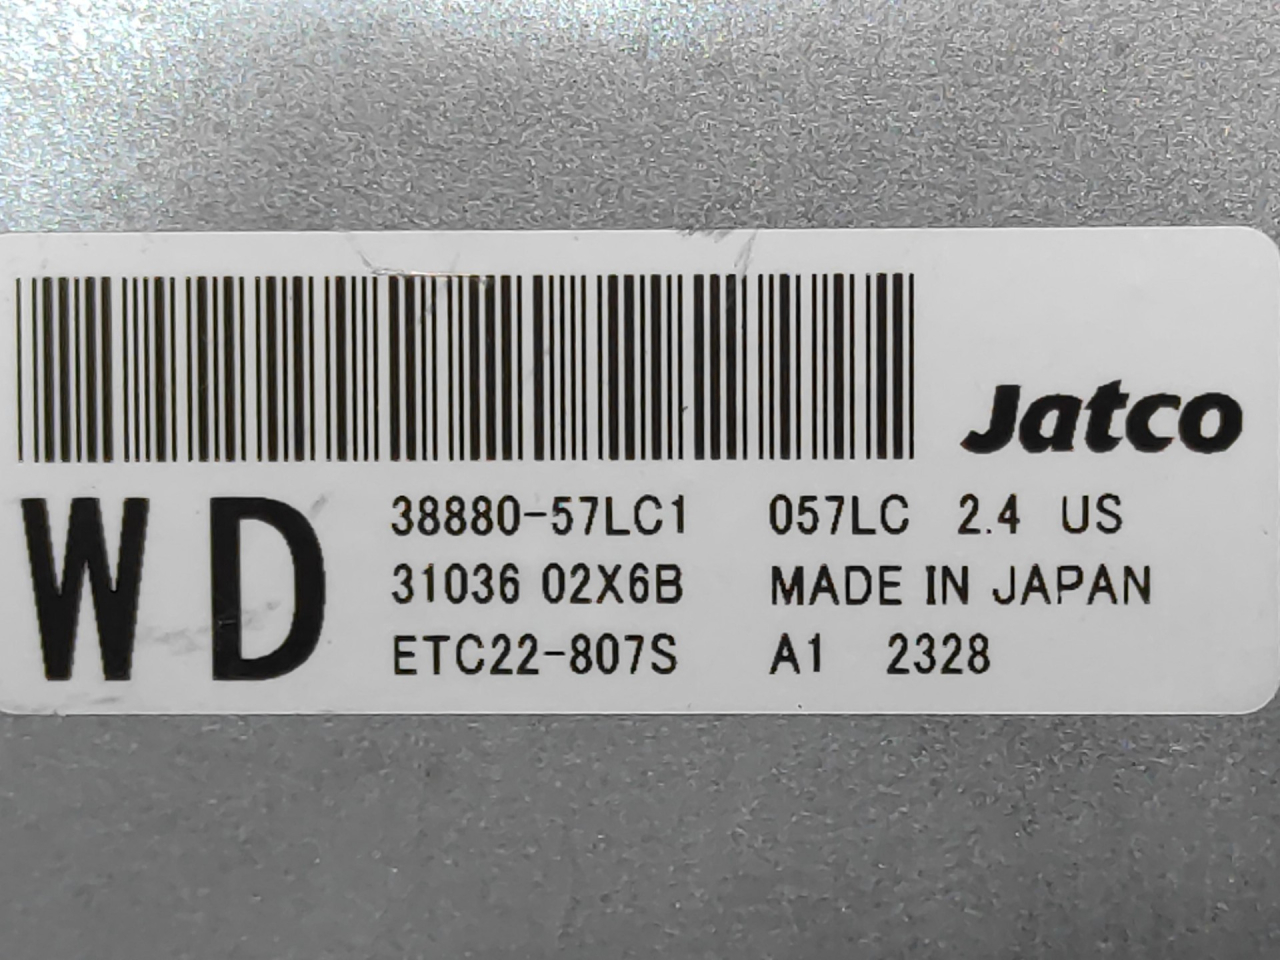 Jatco
WD
38880-57LC1 057LC 2.4 US
31036 02X6B MADE IN JAPAN
ETC22-807S A1 2328